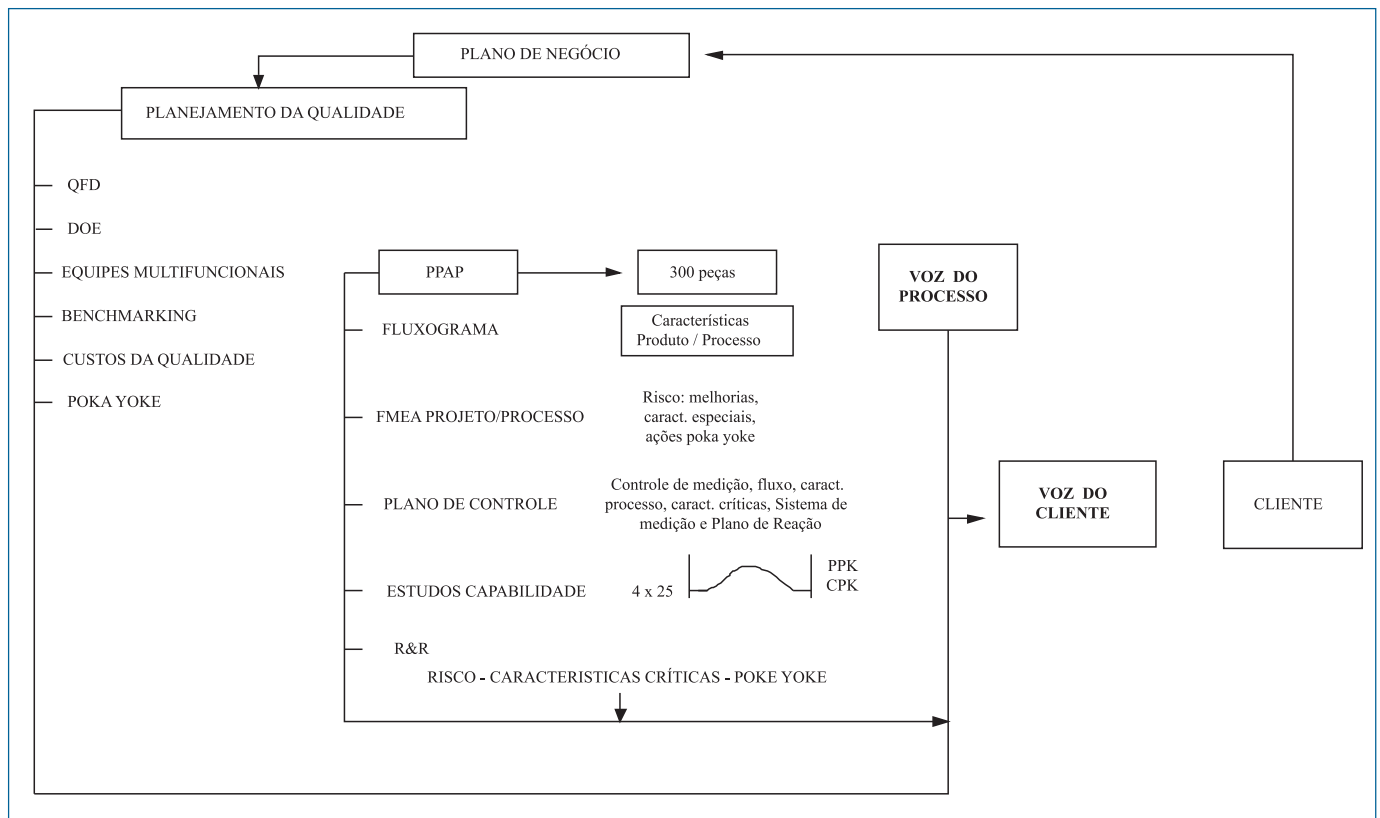 PLANO DE NEGÓCIO
PLANEJAMENTO DA QUALIDADE
QFD
DOE
EQUIPES MULTIFUNCIONAIS
BENCHMARKING
CUSTOS DA QUALIDADE
POKA YOKE
PPAP
300 peças
FLUXOGRAMA
Características
Produto / Processo
FMEA PROJETO/PROCESSO
Risco: melhorias,
caract. especiais,
ações poka yoke
PLANO DE CONTROLE
Controle de medição, fluxo, caract.
processo, caract. críticas, Sistema de
medição e Plano de Reação
ESTUDOS CAPABILIDADE
4 x 25
PPK
CPK
R&R
RISCO - CARACTERISTICAS CRÍTICAS - POKE YOKE
VOZ DO
PROCESSO
VOZ DO
CLIENTE
CLIENTE